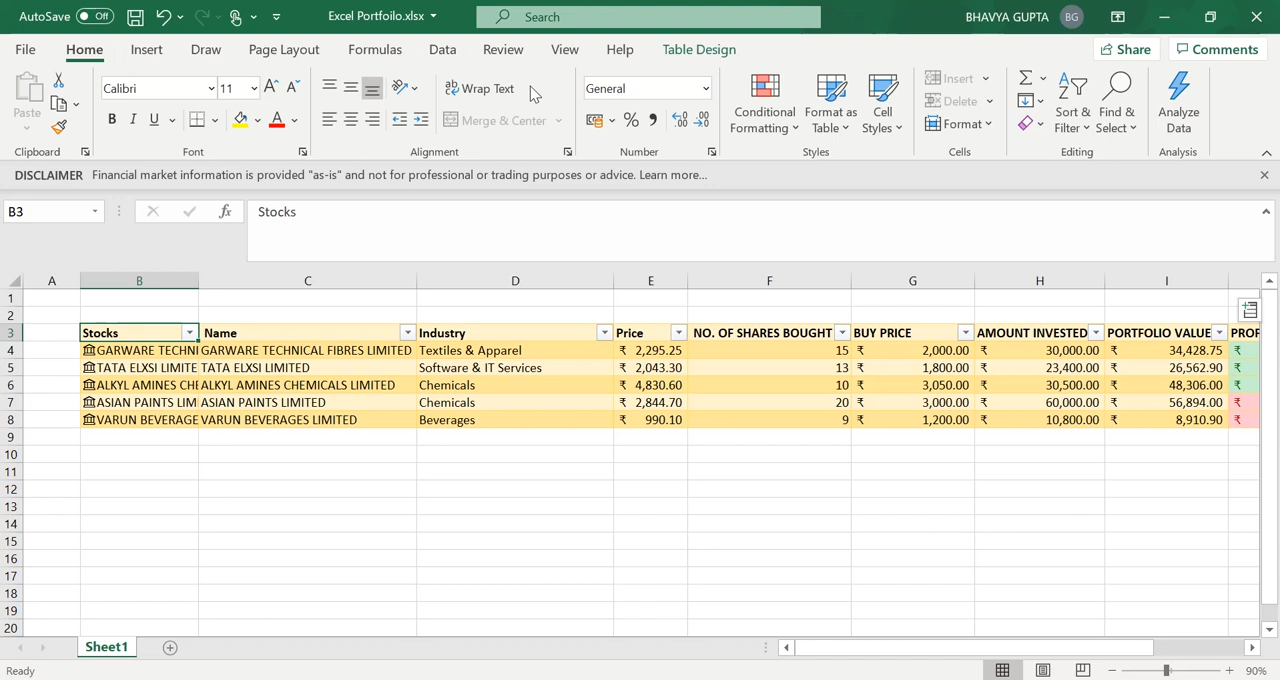 AutoSave Off Excel Portfoilo.xlsx Search BHAVYA GUPTA BG
File Home Insert Draw Page Layout Formulas Data Review View Help Table Design Share Comments
Paste Calibri 11 A A Wrap Text General Conditional Formatting Format as Table Cell Styles Insert Sort & Filter Find & Select Analyze Data
B I U A Merge & Center % Delete
Format
Clipboard Font Alignment Number Styles Cells Editing Analysis
DISCLAIMER Financial market information is provided "as-is" and not for professional or trading purposes or advice. Learn more...
B3 fx Stocks
A B C D E F G H I
1
2
3 Stocks Name Industry Price NO. OF SHARES BOUGHT BUY PRICE AMOUNT INVESTED PORTFOLIO VALUE PROF
4 GARWARE TECHNI GARWARE TECHNICAL FIBRES LIMITED Textiles & Apparel ₹ 2,295.25 15 ₹ 2,000.00 ₹ 30,000.00 ₹ 34,428.75 ₹
5 TATA ELXSI LIMITE TATA ELXSI LIMITED Software & IT Services ₹ 2,043.30 13 ₹ 1,800.00 ₹ 23,400.00 ₹ 26,562.90 ₹
6 ALKYL AMINES CHE ALKYL AMINES CHEMICALS LIMITED Chemicals ₹ 4,830.60 10 ₹ 3,050.00 ₹ 30,500.00 ₹ 48,306.00 ₹
7 ASIAN PAINTS LIM ASIAN PAINTS LIMITED Chemicals ₹ 2,844.70 20 ₹ 3,000.00 ₹ 60,000.00 ₹ 56,894.00 ₹
8 VARUN BEVERAGE VARUN BEVERAGES LIMITED Beverages ₹ 990.10 9 ₹ 1,200.00 ₹ 10,800.00 ₹ 8,910.90 ₹
9
10
11
12
13
14
15
16
17
18
19
20
Sheet1
Ready 90%